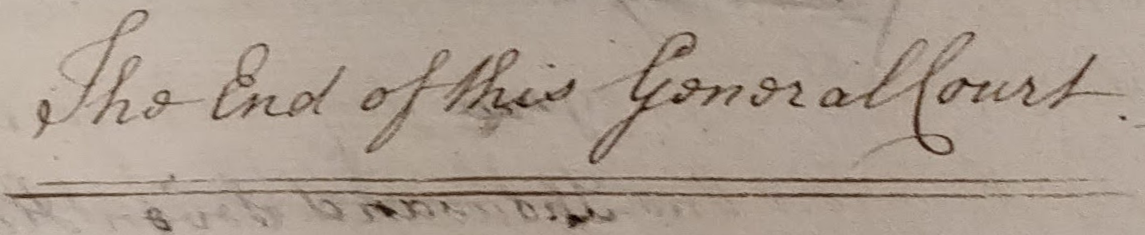 The End of this General Court.